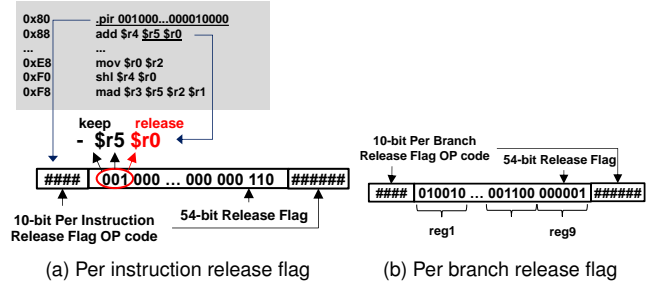 0x80 .pir 001000...000010000
0x88 add $r4 $r5 $r0
... ...
0xE8 mov $r0 $r2
0xF0 shl $r4 $r0
0xF8 mad $r3 $r5 $r2 $r1
keep release
- $r5 $r0
#### 001 000 ... 000 000 110 ######
10-bit Per Instruction
Release Flag OP code
54-bit Release Flag
(a) Per instruction release flag
10-bit Per Branch
Release Flag OP code
54-bit Release Flag
#### 010010 ... 001100 000001 ######
reg1 reg9
(b) Per branch release flag